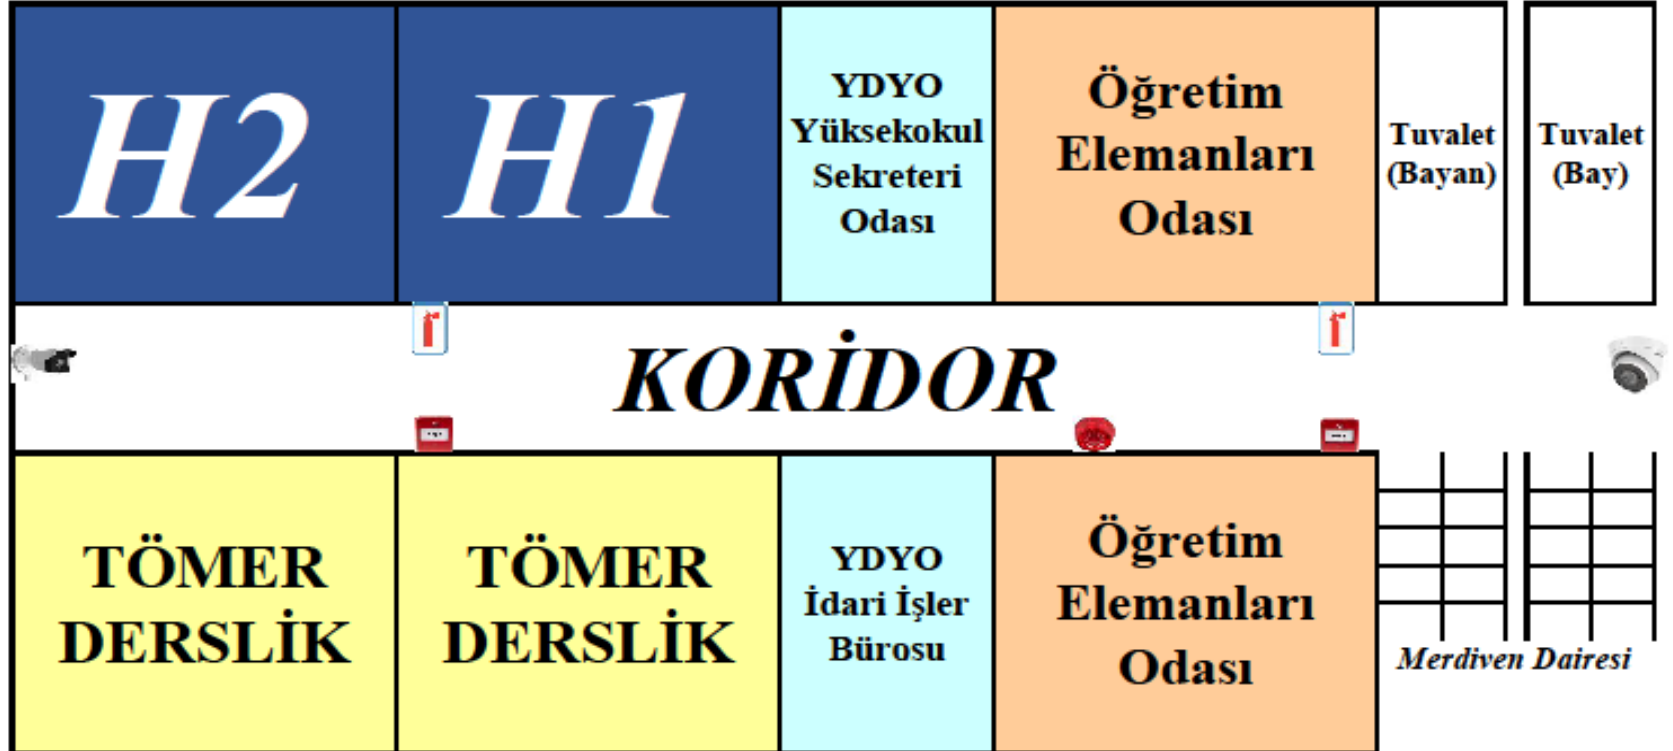 H2
H1
YDYO
Yüksekokul
Sekreteri
Odası
Öğretim
Elemanları
Odası
Tuvalet
(Bayan)
Tuvalet
(Bay)
KORİDOR
TÖMER
DERSLİK
TÖMER
DERSLİK
YDYO
İdari İşler
Bürosu
Öğretim
Elemanları
Odası
Merdiven Dairesi